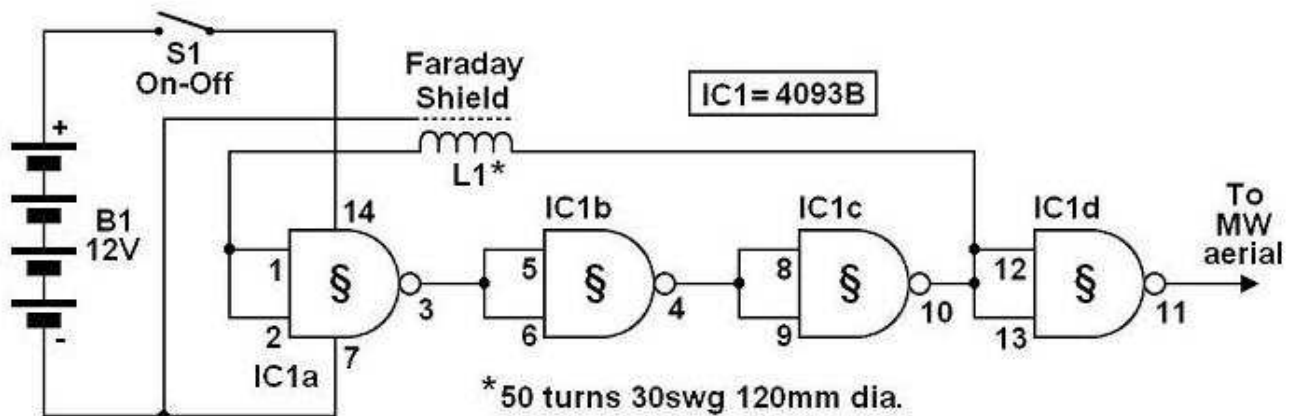 S1
On-Off
Faraday
Shield
IC1= 4093B
+
L1*
B1
12V
-
14
IC1b
IC1c
IC1d
To
MW
aerial
1
§
3
2
7
IC1a
5
§
4
6
8
§
10
9
12
§
11
13
*50 turns 30swg 120mm dia.